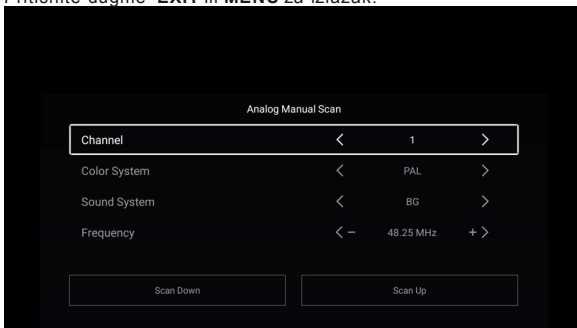 Pritisnite dugme EXIT ili MENU za izlazak.
Analog Manual Scan
Channel < 1 >
Color System < PAL >
Sound System < BG >
Frequency < − 48.25 MHz + >
Scan Down Scan Up